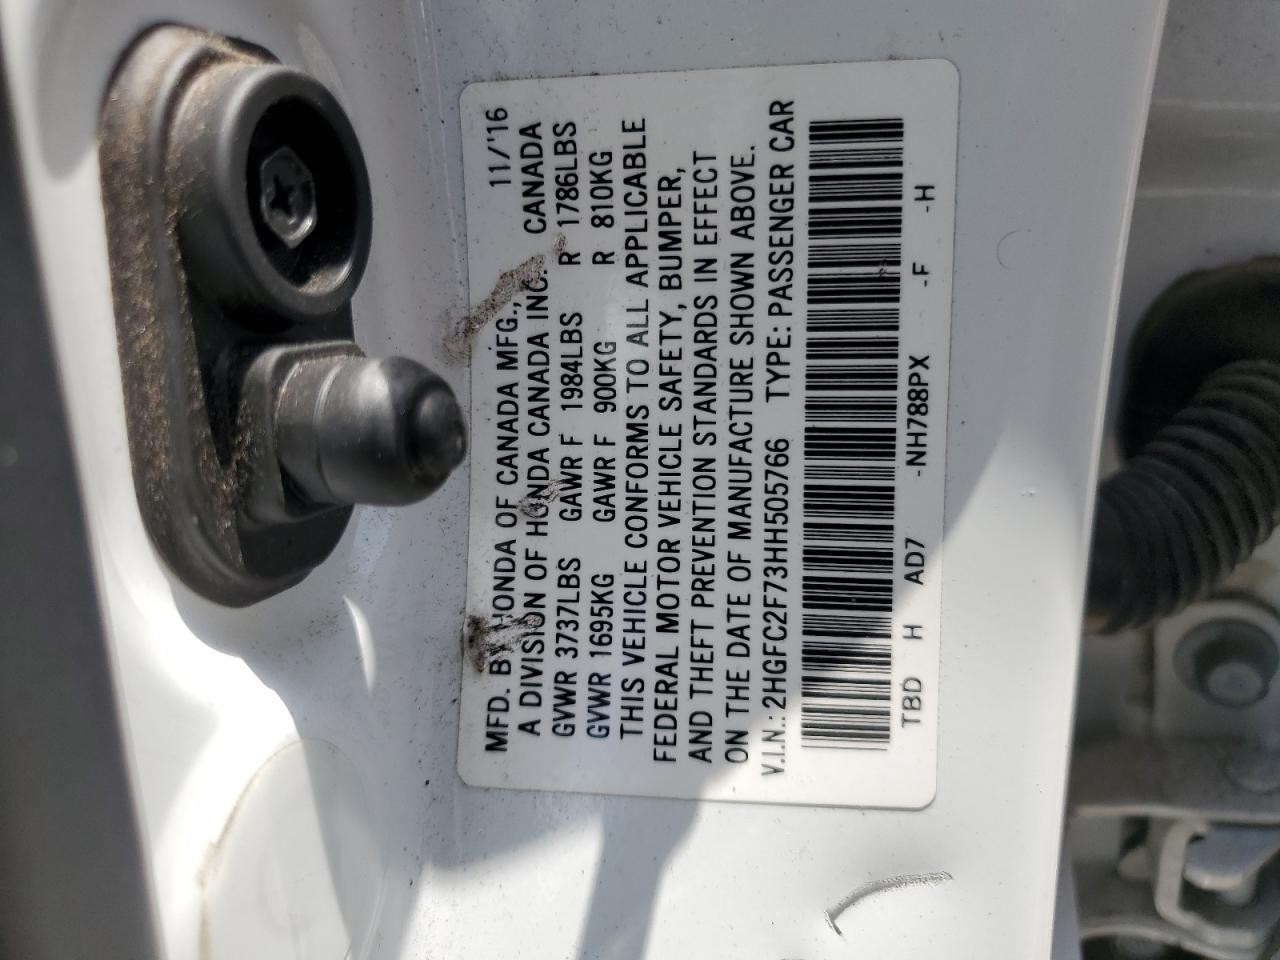 MFD. BY HONDA OF CANADA MFG., 11/'16
A DIVISION OF HONDA CANADA INC. CANADA
GVWR 3737LBS GAWR F 1984LBS R 1786LBS
GVWR 1695KG GAWR F 900KG R 810KG
THIS VEHICLE CONFORMS TO ALL APPLICABLE
FEDERAL MOTOR VEHICLE SAFETY, BUMPER,
AND THEFT PREVENTION STANDARDS IN EFFECT
ON THE DATE OF MANUFACTURE SHOWN ABOVE.
V.I.N.: 2HGFC2F73HH505766 TYPE: PASSENGER CAR
TBD H AD7 -NH788PX -F -H